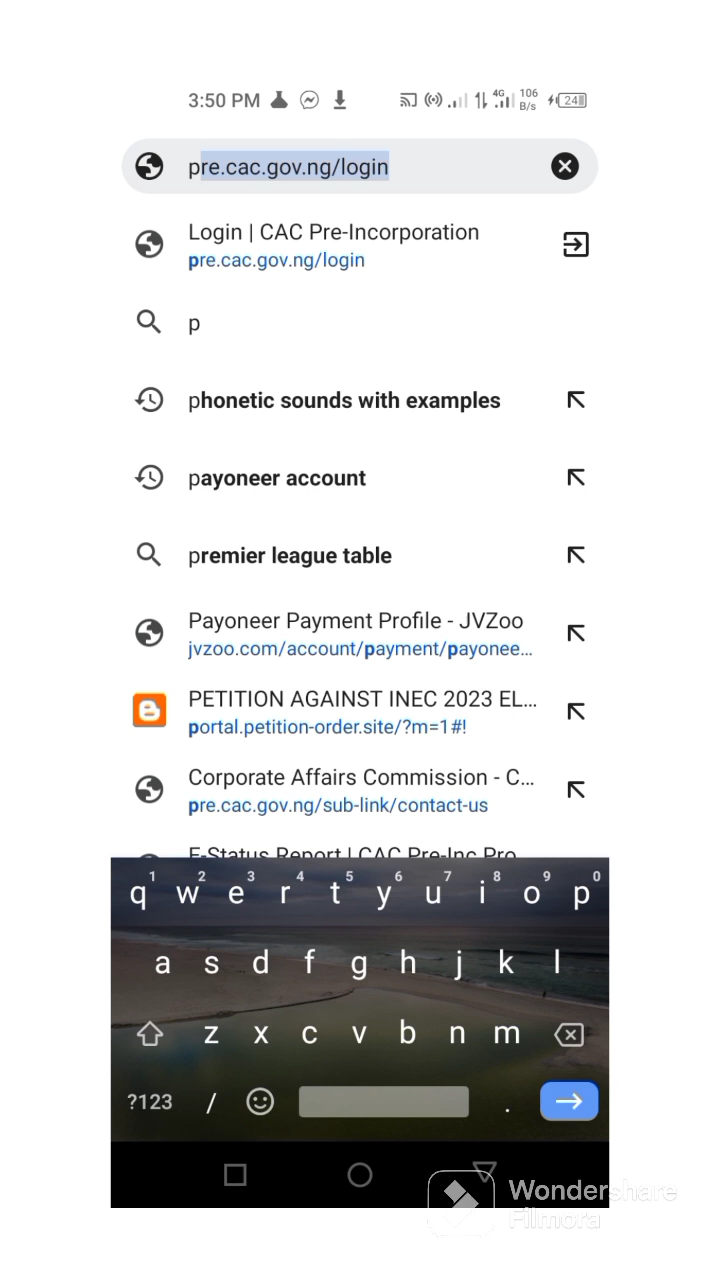 3:50 PM 4G 106 B/s 24
pre.cac.gov.ng/login
Login | CAC Pre-Incorporation
pre.cac.gov.ng/login
p
phonetic sounds with examples
payoneer account
premier league table
Payoneer Payment Profile - JVZoo
jvzoo.com/account/payment/payonee...
PETITION AGAINST INEC 2023 EL...
portal.petition-order.site/?m=1#!
Corporate Affairs Commission - C...
pre.cac.gov.ng/sub-link/contact-us
E-Status Report | CAC Pre-Inc Pro
1 2 3 4 5 6 7 8 9 0
q w e r t y u i o p
a s d f g h j k l
z x c v b n m
?123 / .
Wondershare
Filmora